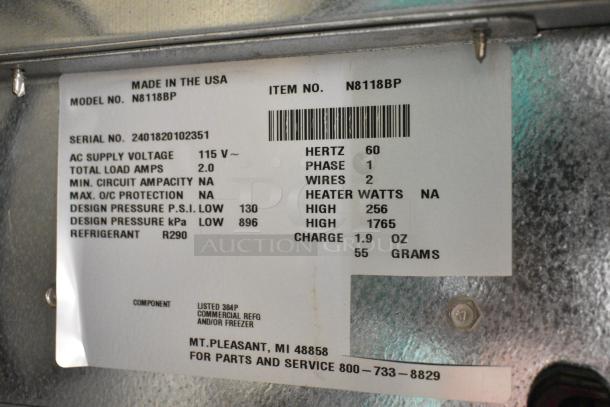 MADE IN THE USA
MODEL NO. N8118BP
ITEM NO. N8118BP
SERIAL NO. 2401820102351
AC SUPPLY VOLTAGE 115 V~
TOTAL LOAD AMPS 2.0
MIN. CIRCUIT AMPACITY NA
MAX. O/C PROTECTION NA
DESIGN PRESSURE P.S.I. LOW 130
DESIGN PRESSURE kPa LOW 896
REFRIGERANT R290
HERTZ 60
PHASE 1
WIRES 2
HEATER WATTS NA
HIGH 256
HIGH 1765
CHARGE 1.9 OZ
55 GRAMS
AUCTION GROUP
COMPONENT
LISTED 384P
COMMERCIAL REFG
AND/OR FREEZER
MT.PLEASANT, MI 48858
FOR PARTS AND SERVICE 800-733-8829